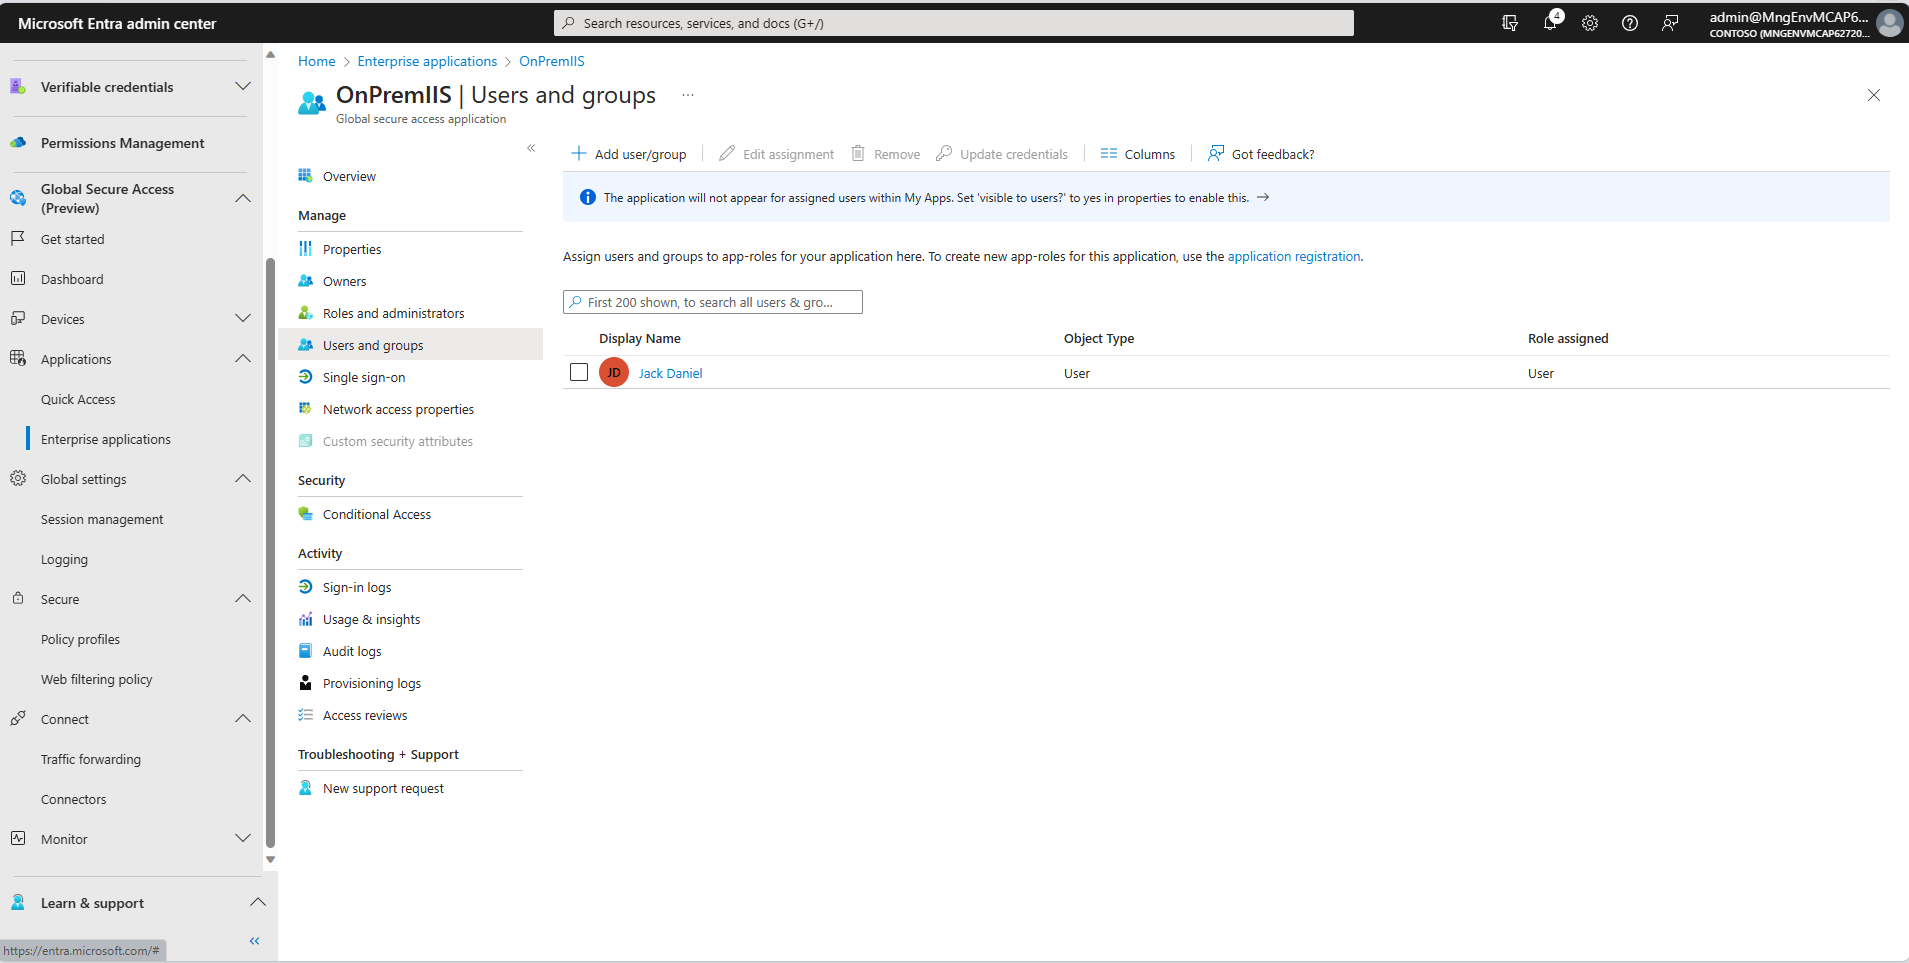 Microsoft Entra admin center
Search resources, services, and docs (G+/)
4
admin@MngEnvMCAP6...
CONTOSO (MNGENVMCAP62720...
Verifiable credentials
Permissions Management
Global Secure Access
(Preview)
Get started
Dashboard
Devices
Applications
Quick Access
Enterprise applications
Global settings
Session management
Logging
Secure
Policy profiles
Web filtering policy
Connect
Traffic forwarding
Connectors
Monitor
Learn & support
https://entra.microsoft.com/#
Home > Enterprise applications > OnPremIIS
OnPremIIS | Users and groups ...
Global secure access application
Overview
Manage
Properties
Owners
Roles and administrators
Users and groups
Single sign-on
Network access properties
Custom security attributes
Security
Conditional Access
Activity
Sign-in logs
Usage & insights
Audit logs
Provisioning logs
Access reviews
Troubleshooting + Support
New support request
Add user/group Edit assignment Remove Update credentials Columns Got feedback?
The application will not appear for assigned users within My Apps. Set 'visible to users?' to yes in properties to enable this. →
Assign users and groups to app-roles for your application here. To create new app-roles for this application, use the application registration.
First 200 shown, to search all users & gro...
Display Name Object Type Role assigned
JD Jack Daniel User User